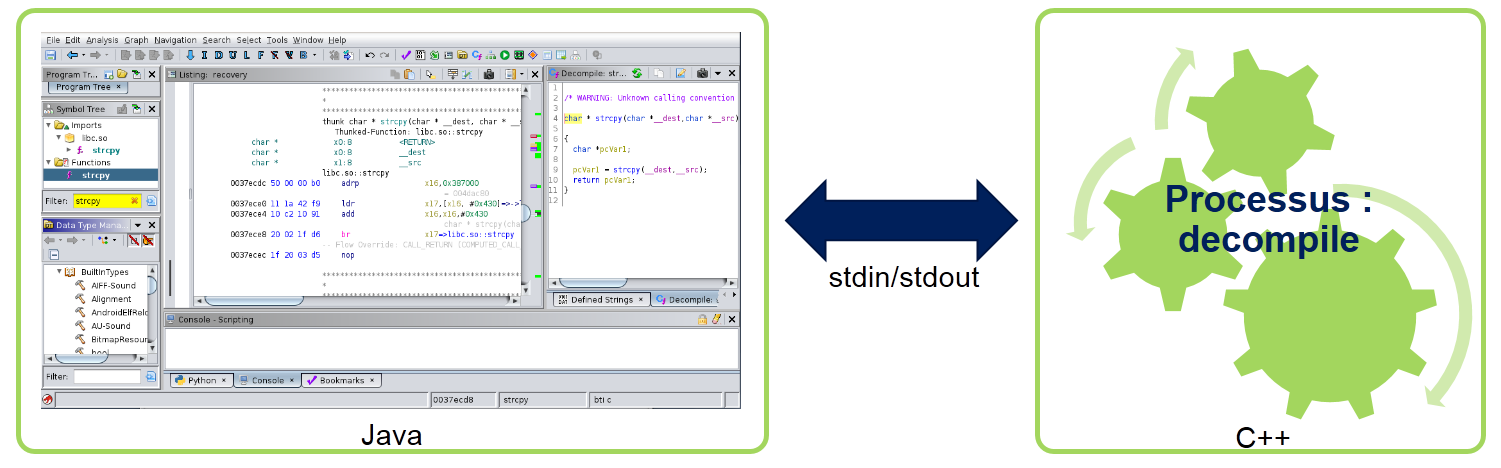 File Edit Analysis Graph Navigation Search Select Tools Window Help
I D U L F V B
Program Tr...
Program Tree ×
Symbol Tree
Imports
libc.so
f strcpy
Functions
f strcpy
Filter: strcpy
Data Type Mana...
BuiltInTypes
AIFF-Sound
Alignment
AndroidElfRelo
AU-Sound
BitmapResour
bool
Filter:
Listing: recovery
************************************************
*
************************************************
thunk char * strcpy(char * __dest, char * __s
Thunked-Function: libc.so::strcpy
char * x0:8 <RETURN>
char * x0:8 __dest
char * x1:8 __src
libc.so::strcpy
0037ecdc 50 00 00 b0 adrp x16,0x387000
= 004dac80
0037ece0 11 1a 42 f9 ldr x17,[x16, #0x430]=>->
0037ece4 10 c2 10 91 add x16,x16,#0x430
char * strcpy(cha
0037ece8 20 02 1f d6 br x17=>libc.so::strcpy
-- Flow Override: CALL_RETURN (COMPUTED_CALL_
0037ecec 1f 20 03 d5 nop
************************************************
*
************************************************
Decompile: str...
1
2 /* WARNING: Unknown calling convention
3
4 char * strcpy(char *__dest,char *__src)
5
6 {
7 char *pcVar1;
8
9 pcVar1 = strcpy(__dest,__src);
10 return pcVar1;
11 }
12
Defined Strings ×
Decompile:
Console - Scripting
Python × Console × Bookmarks ×
0037ecd8 strcpy bti c
Java
stdin/stdout
Processus :
decompile
C++